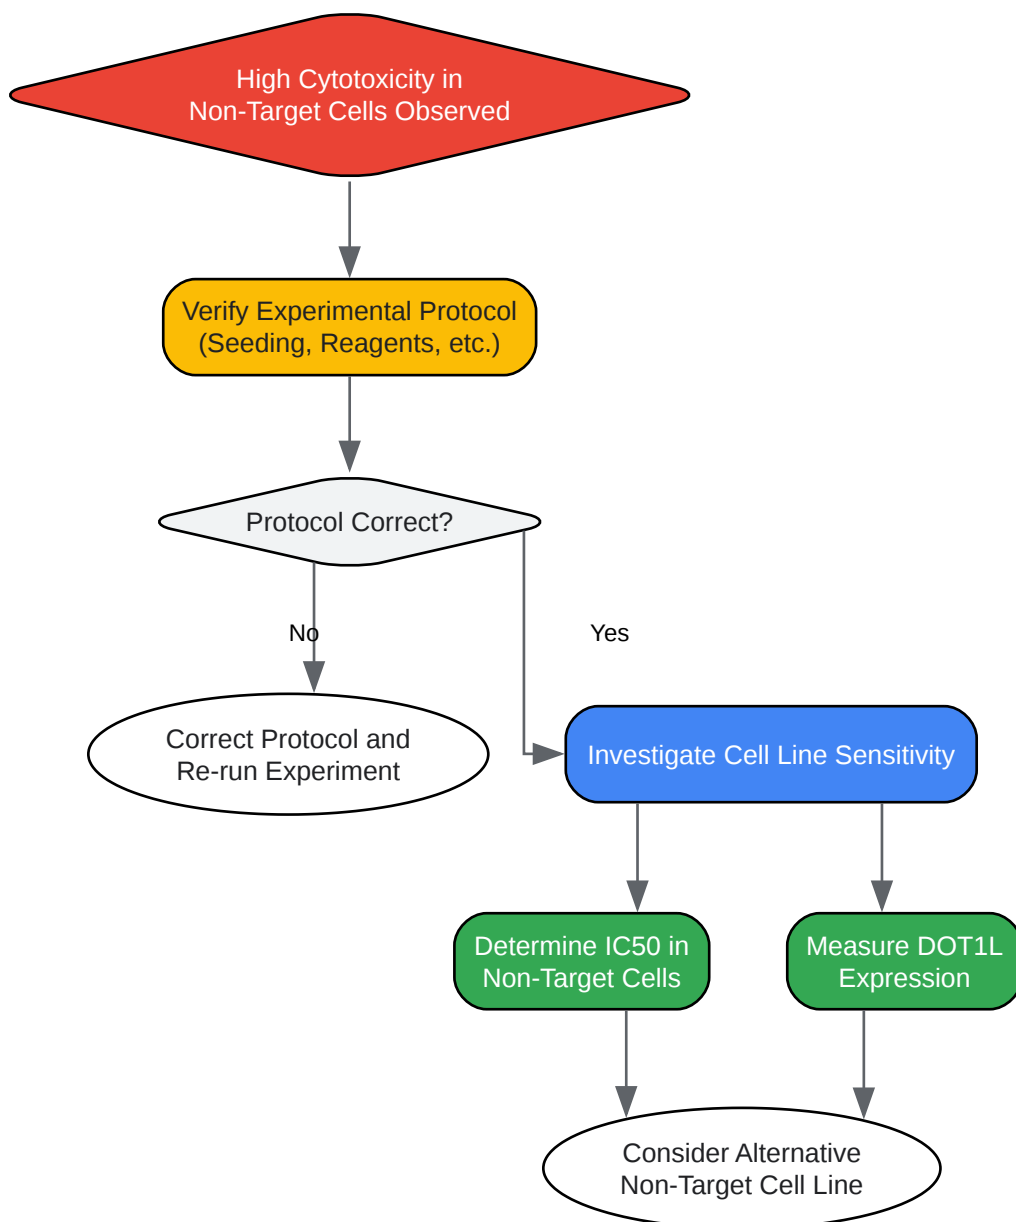 High Cytotoxicity in
Non-Target Cells Observed
Verify Experimental Protocol
(Seeding, Reagents, etc.)
Protocol Correct?
No
Yes
Correct Protocol and
Re-run Experiment
Investigate Cell Line Sensitivity
Determine IC50 in
Non-Target Cells
Measure DOT1L
Expression
Consider Alternative
Non-Target Cell Line